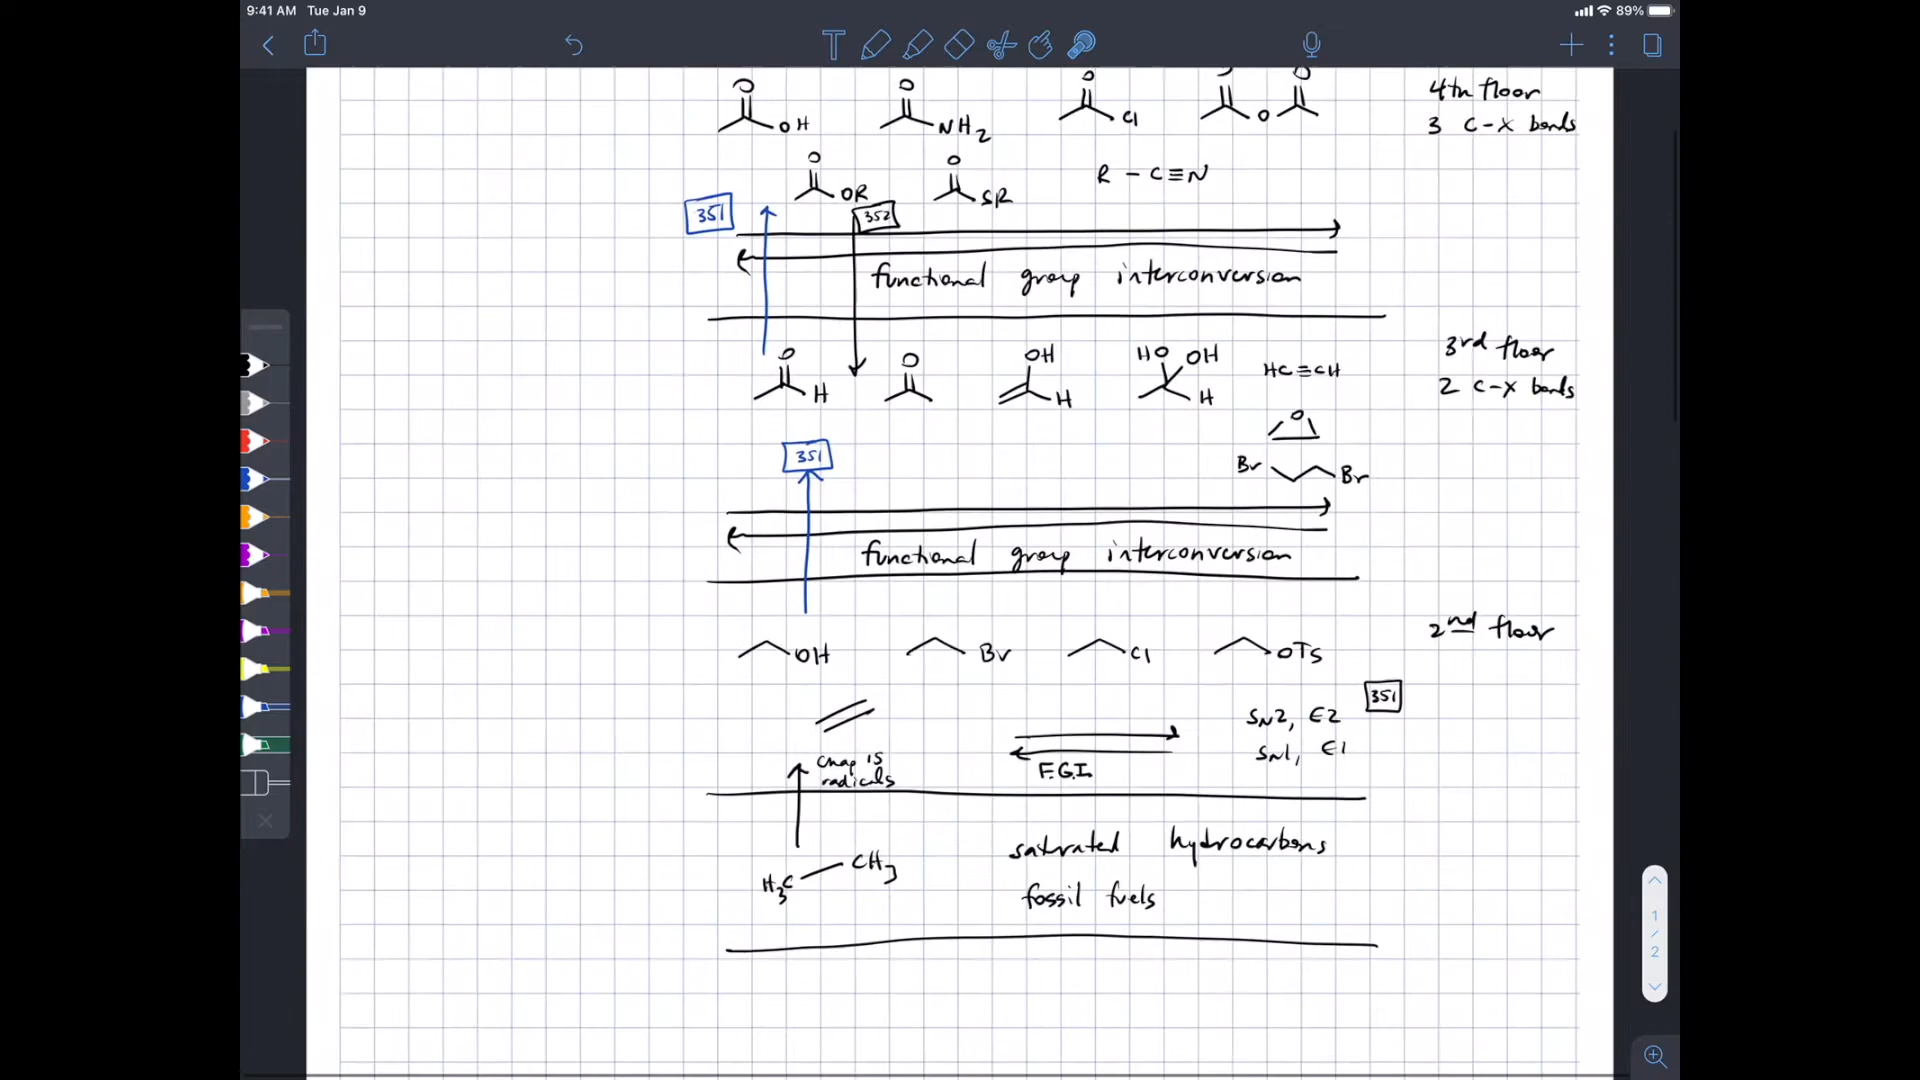 9:41 AM Tue Jan 9
89%
O O O O
OH NH2 Cl O
4th floor
3 C-X bonds
O O
OR SR
R - C≡N
351 352
functional group interconversion
3rd floor
2 C-X bonds
O O OH HO OH
H H H
HC≡CH
O
Br Br
351
functional group interconversion
2nd floor
OH Br Cl OTs
351
SN2, E2
SN1, E1
F.G.I.
Chap 15
radicals
saturated hydrocarbons
H3C CH3
fossil fuels
1
/
2